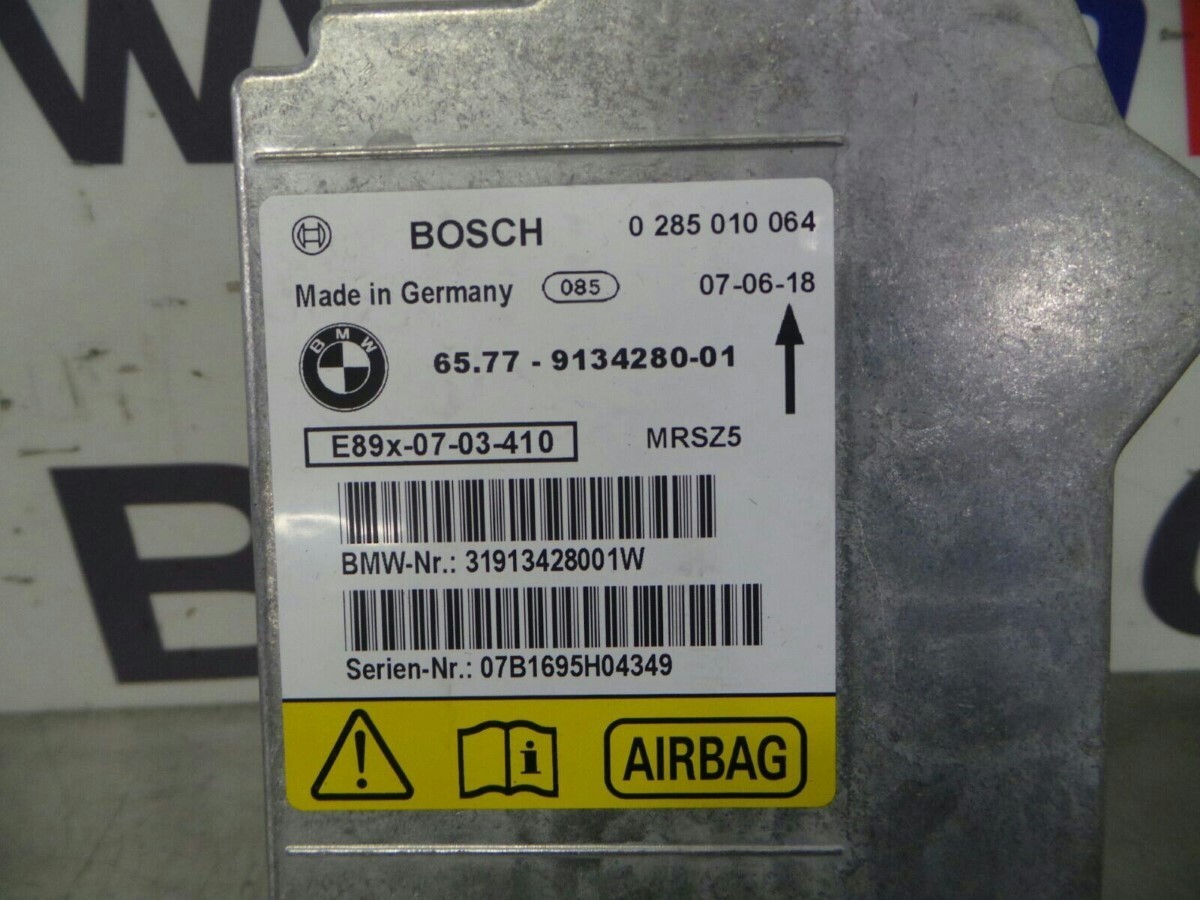 BOSCH 0 285 010 064
Made in Germany 085 07-06-18
BMW
65.77 - 9134280-01
E89x-07-03-410 MRSZ5
BMW-Nr.: 31913428001W
Serien-Nr.: 07B1695H04349
! i AIRBAG